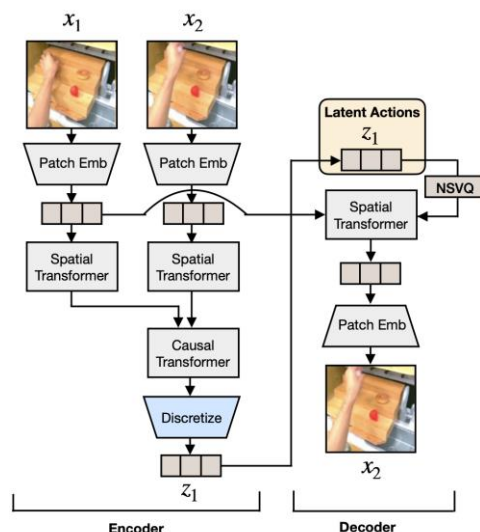 x₁
x₂
Patch Emb
Patch Emb
Spatial
Transformer
Spatial
Transformer
Causal
Transformer
Discretize
z₁
Encoder
Latent Actions
z₁
NSVQ
Spatial
Transformer
Patch Emb
x₂
Decoder